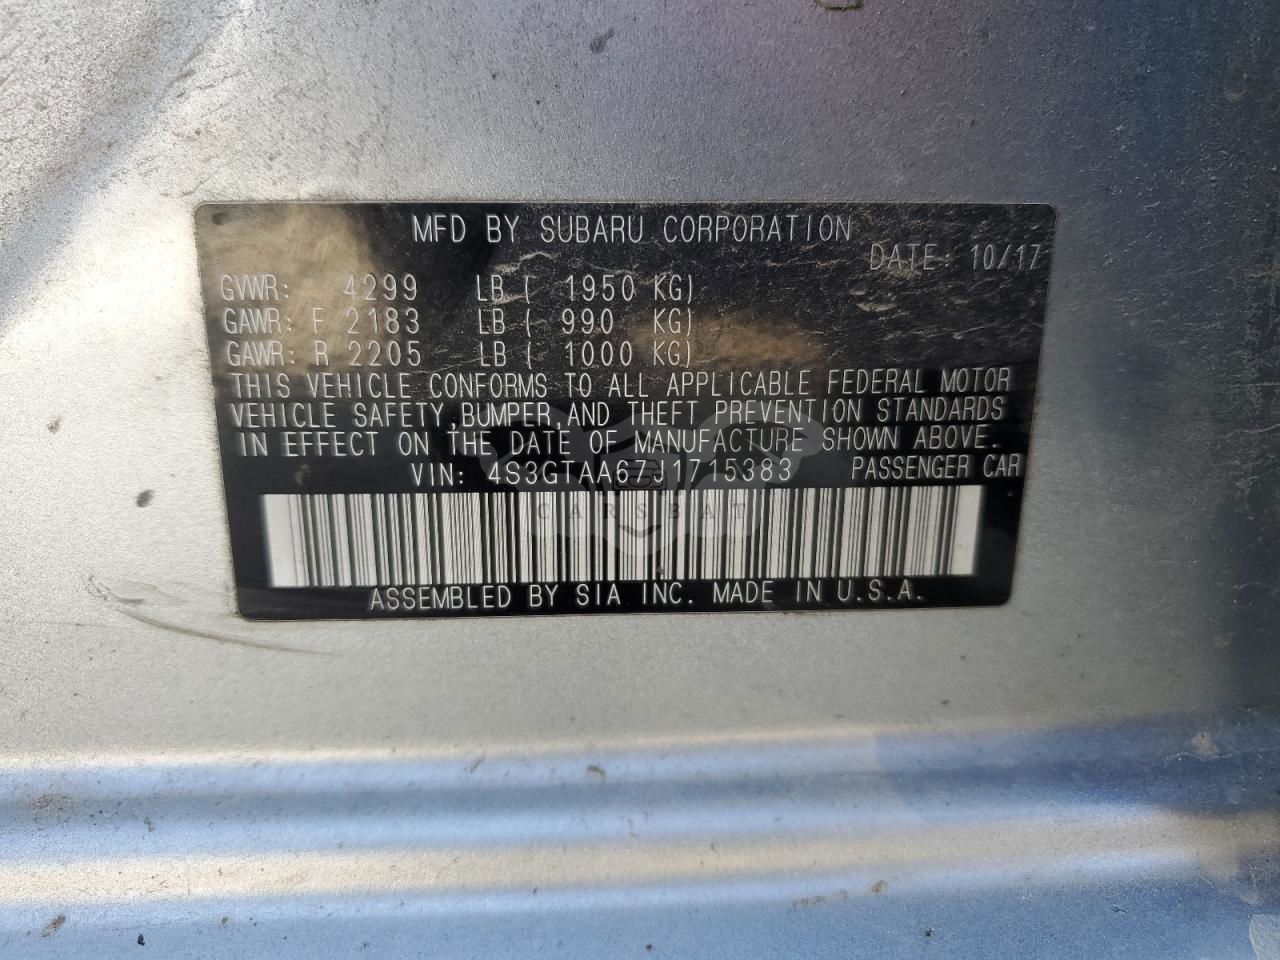 MFD BY SUBARU CORPORATION
DATE: 10/17
GVWR: 4299 LB ( 1950 KG)
GAWR: F 2183 LB ( 990 KG)
GAWR: R 2205 LB ( 1000 KG)
THIS VEHICLE CONFORMS TO ALL APPLICABLE FEDERAL MOTOR
VEHICLE SAFETY,BUMPER,AND THEFT PREVENTION STANDARDS
IN EFFECT ON THE DATE OF MANUFACTURE SHOWN ABOVE.
VIN: 4S3GTAA67J1715383 PASSENGER CAR
CARSBAT
ASSEMBLED BY SIA INC. MADE IN U.S.A.